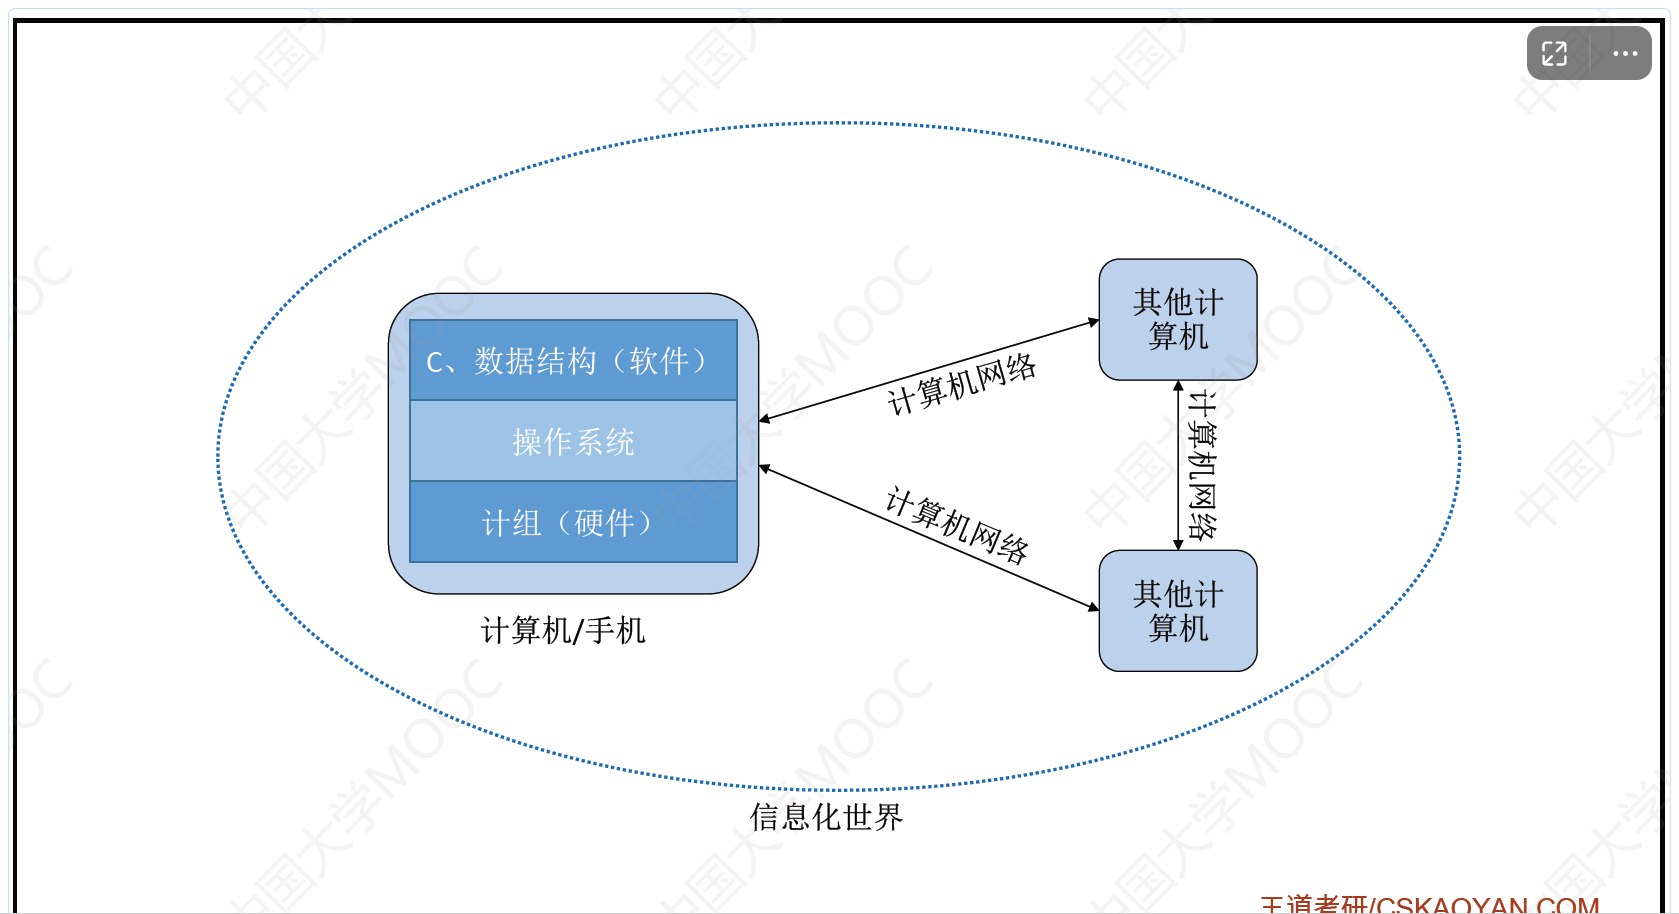 C、数据结构（软件）
操作系统
计组（硬件）
计算机/手机
计算机网络
计算机网络
计算机网络
其他计
算机
其他计
算机
信息化世界
王道考研/CSKAOYAN.COM
中国大学MOOC